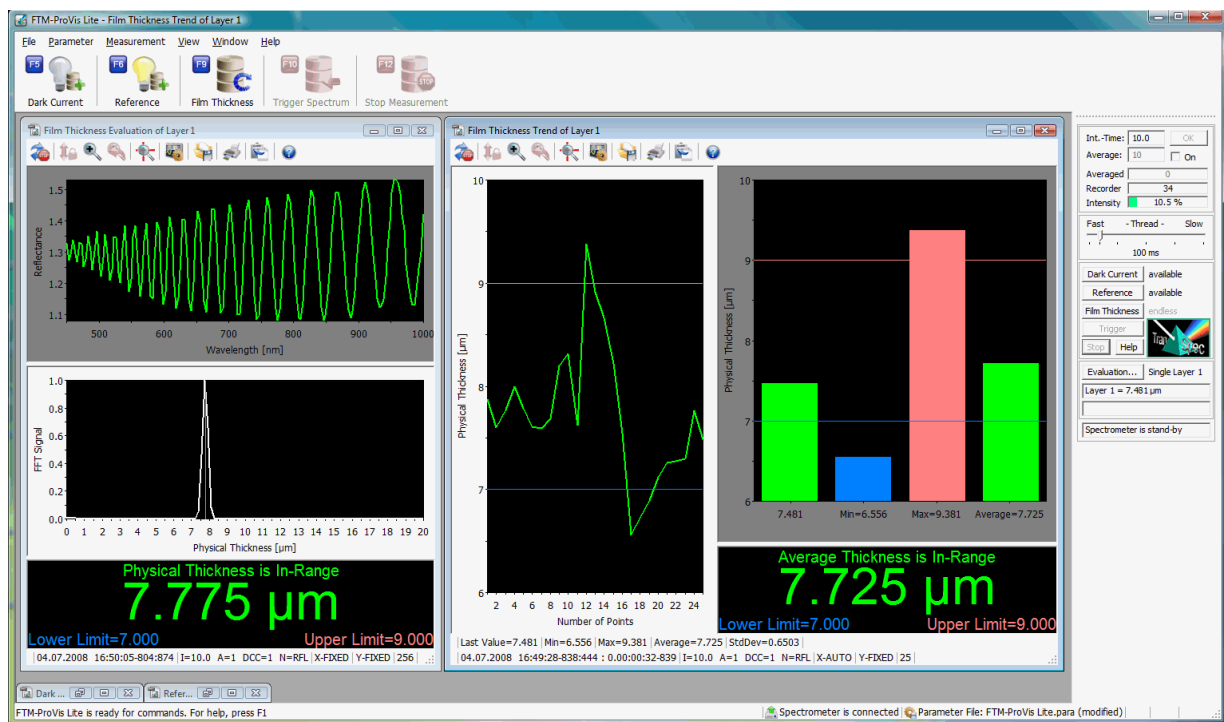 FTM-ProVis Lite - Film Thickness Trend of Layer 1
File Parameter Measurement View Window Help
F5 F6 F9 F10 F12
STOP
Dark Current Reference Film Thickness Trigger Spectrum Stop Measurement
Film Thickness Evaluation of Layer 1
1.5
1.4
1.3
1.2
1.1
Reflectance
500 600 700 800 900 1000
Wavelength [nm]
1.0
0.8
0.6
0.4
0.2
0.0
FFT Signal
0 1 2 3 4 5 6 7 8 9 10 11 12 13 14 15 16 17 18 19 20
Physical Thickness [µm]
Physical Thickness is In-Range
7.775 µm
Lower Limit=7.000 Upper Limit=9.000
04.07.2008 16:50:05-804:874 I=10.0 A=1 DCC=1 N=RFL X-FIXED Y-FIXED 256
Film Thickness Trend of Layer 1
10
9
8
7
6
Physical Thickness [µm]
2 4 6 8 10 12 14 16 18 20 22 24
Number of Points
10
9
8
7
6
Physical Thickness [µm]
7.481 Min=6.556 Max=9.381 Average=7.725
Average Thickness is In-Range
7.725 µm
Lower Limit=7.000 Upper Limit=9.000
Last Value=7.481 Min=6.556 Max=9.381 Average=7.725 StdDev=0.6503
04.07.2008 16:49:28-838:444 : 0.00:00:32-839 I=10.0 A=1 DCC=1 N=RFL X-AUTO Y-FIXED 25
Int.-Time: 10.0 OK
Average: 10 On
Averaged 0
Recorder 34
Intensity 10.5 %
Fast - Thread - Slow
100 ms
Dark Current available
Reference available
Film Thickness endless
Trigger
Stop Help
Tran Spec
Evaluation... Single Layer 1
Layer 1 = 7.481 µm
Spectrometer is stand-by
Dark ... Refer...
FTM-ProVis Lite is ready for commands. For help, press F1
Spectrometer is connected Parameter File: FTM-ProVis Lite.para (modified)